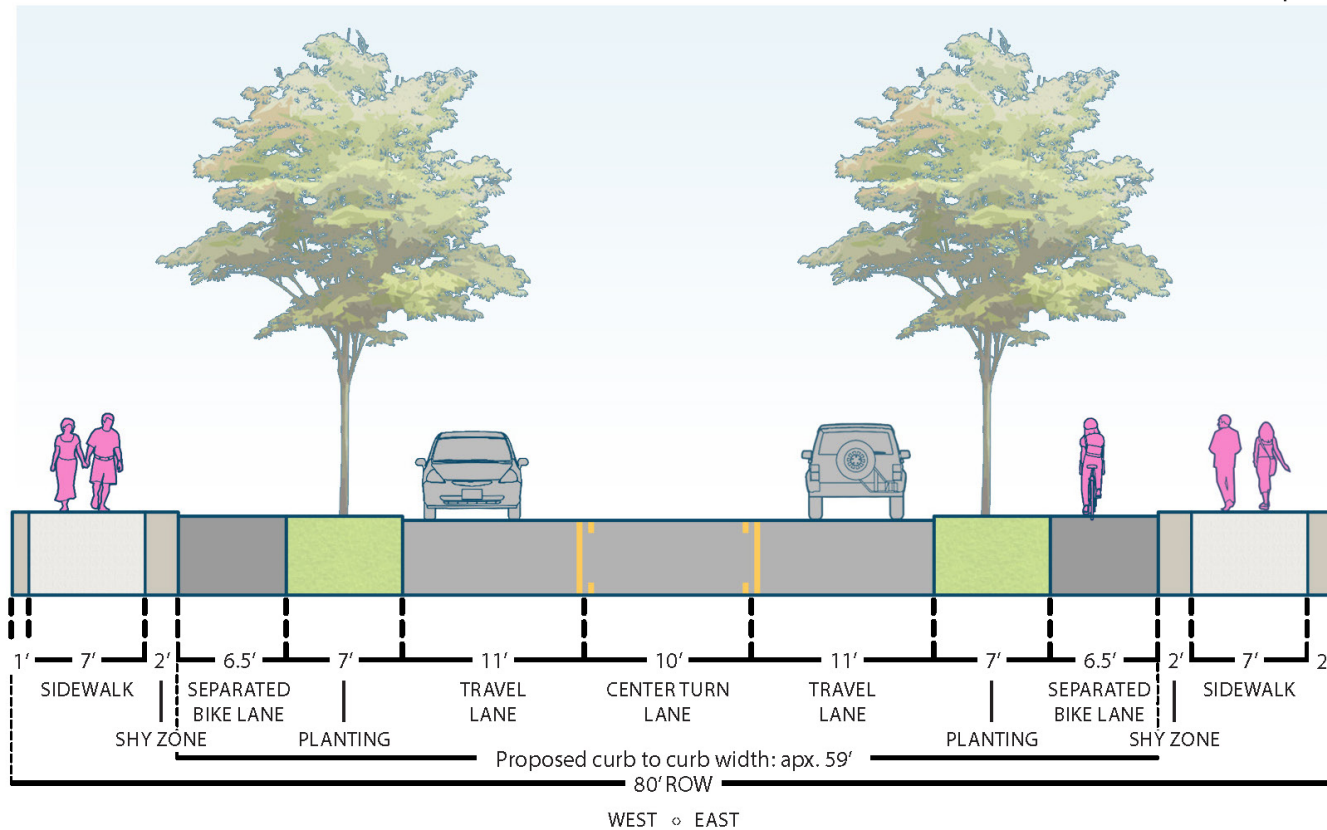 1' 7' 2' 6.5' 7' 11' 10' 11' 7' 6.5' 2' 7' 2
SIDEWALK SEPARATED TRAVEL CENTER TURN TRAVEL SEPARATED SIDEWALK
BIKE LANE LANE LANE LANE BIKE LANE
SHY ZONE PLANTING PLANTING SHY ZONE
Proposed curb to curb width: apx. 59'
80' ROW
WEST EAST